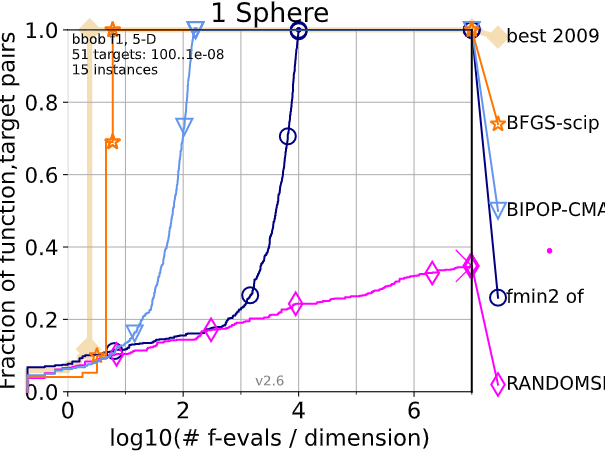 1 Sphere
Fraction of function,target pairs
1.0
0.8
0.6
0.4
0.2
0.0
bbob f1, 5-D
51 targets: 100..1e-08
15 instances
best 2009
BFGS-scip
BIPOP-CMA
fmin2 of
RANDOMS
v2.6
0
2
4
6
log10(# f-evals / dimension)